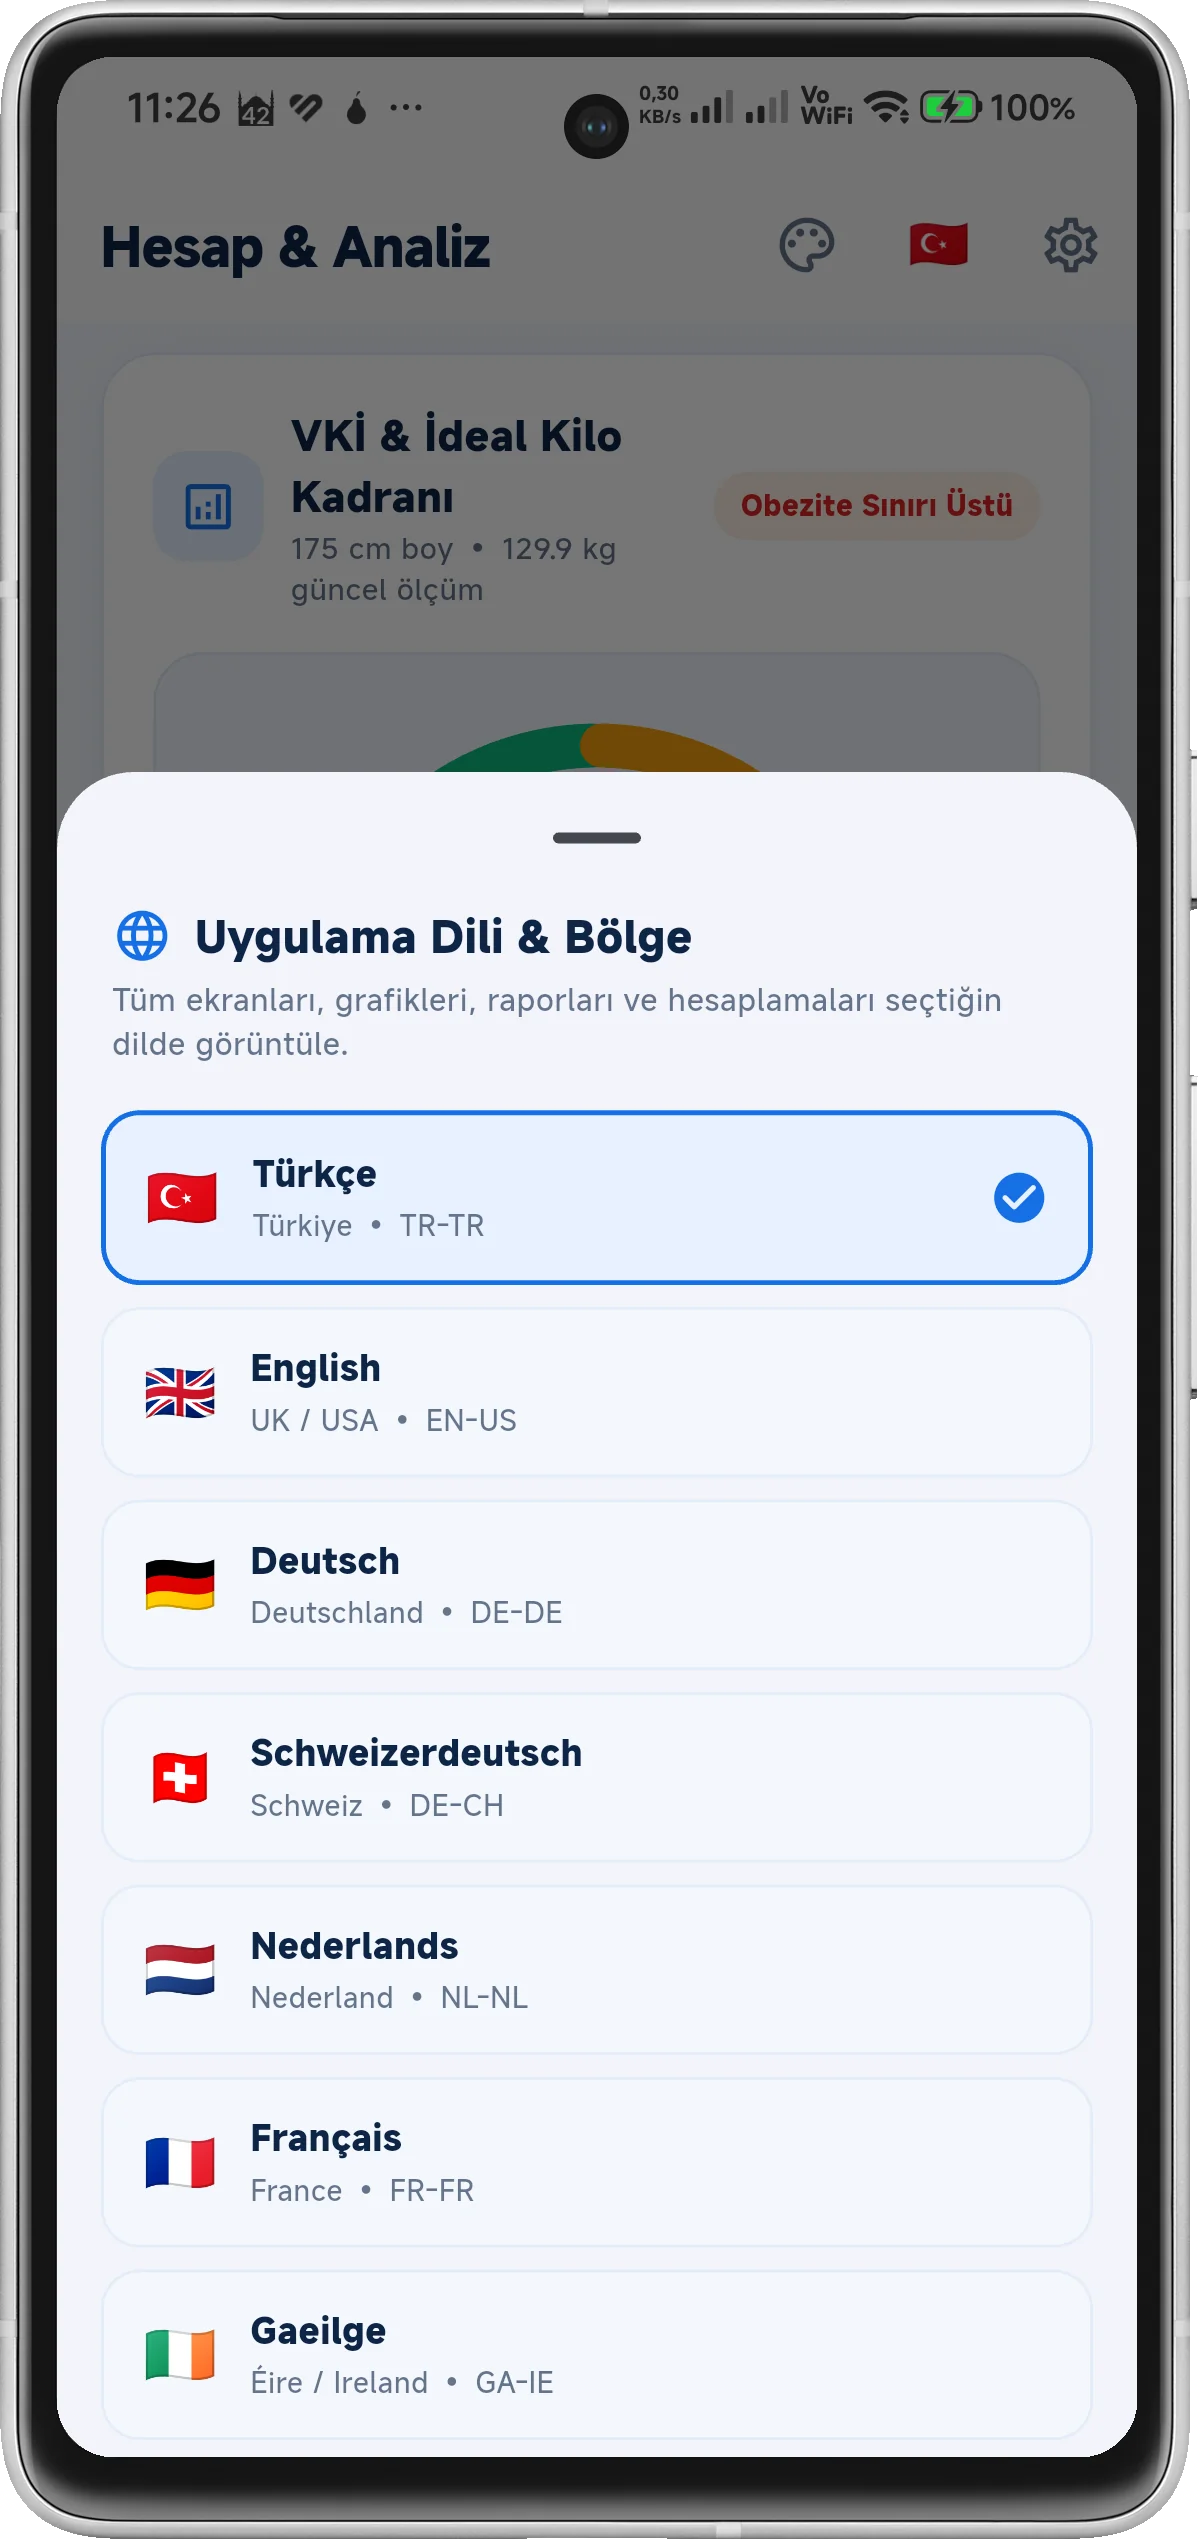 11:26 42 ... 0,30 KB/s Vo WiFi 100%
Hesap & Analiz
VKİ & İdeal Kilo
Kadranı
Obezite Sınırı Üstü
175 cm boy • 129.9 kg
güncel ölçüm
Uygulama Dili & Bölge
Tüm ekranları, grafikleri, raporları ve hesaplamaları seçtiğin
dilde görüntüle.
Türkçe
Türkiye • TR-TR
English
UK / USA • EN-US
Deutsch
Deutschland • DE-DE
Schweizerdeutsch
Schweiz • DE-CH
Nederlands
Nederland • NL-NL
Français
France • FR-FR
Gaeilge
Éire / Ireland • GA-IE